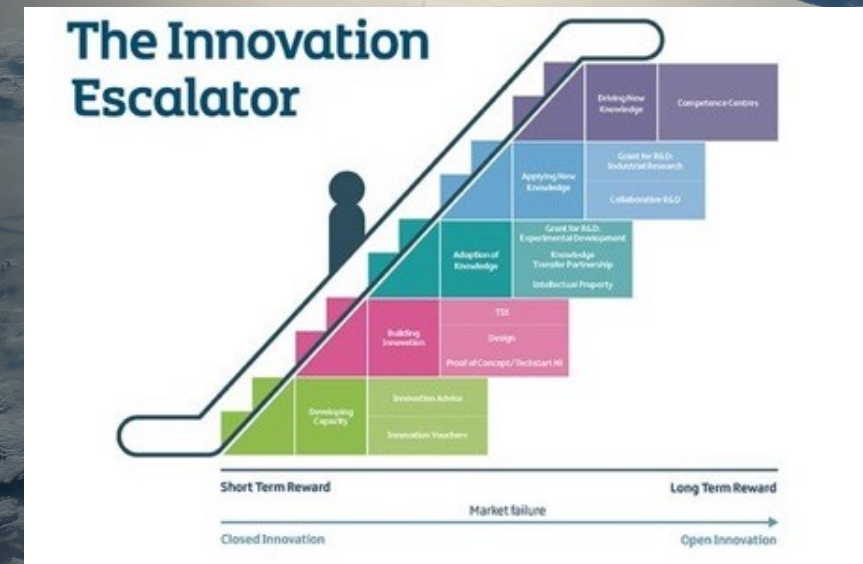 The Innovation
Escalator
Driving New
Knowledge
Competence Centres
Applying New
Knowledge
Grant for R&D:
Industrial Research
Collaborative R&D
Adoption of
Knowledge
Grant for R&D:
Experimental Development
Knowledge
Transfer Partnership
Intellectual Property
Building
Innovation
TDI
Design
Proof of Concept/Techstart NI
Developing
Capacity
Innovation Advice
Innovation Vouchers
Short Term Reward
Long Term Reward
Market failure
Closed Innovation
Open Innovation